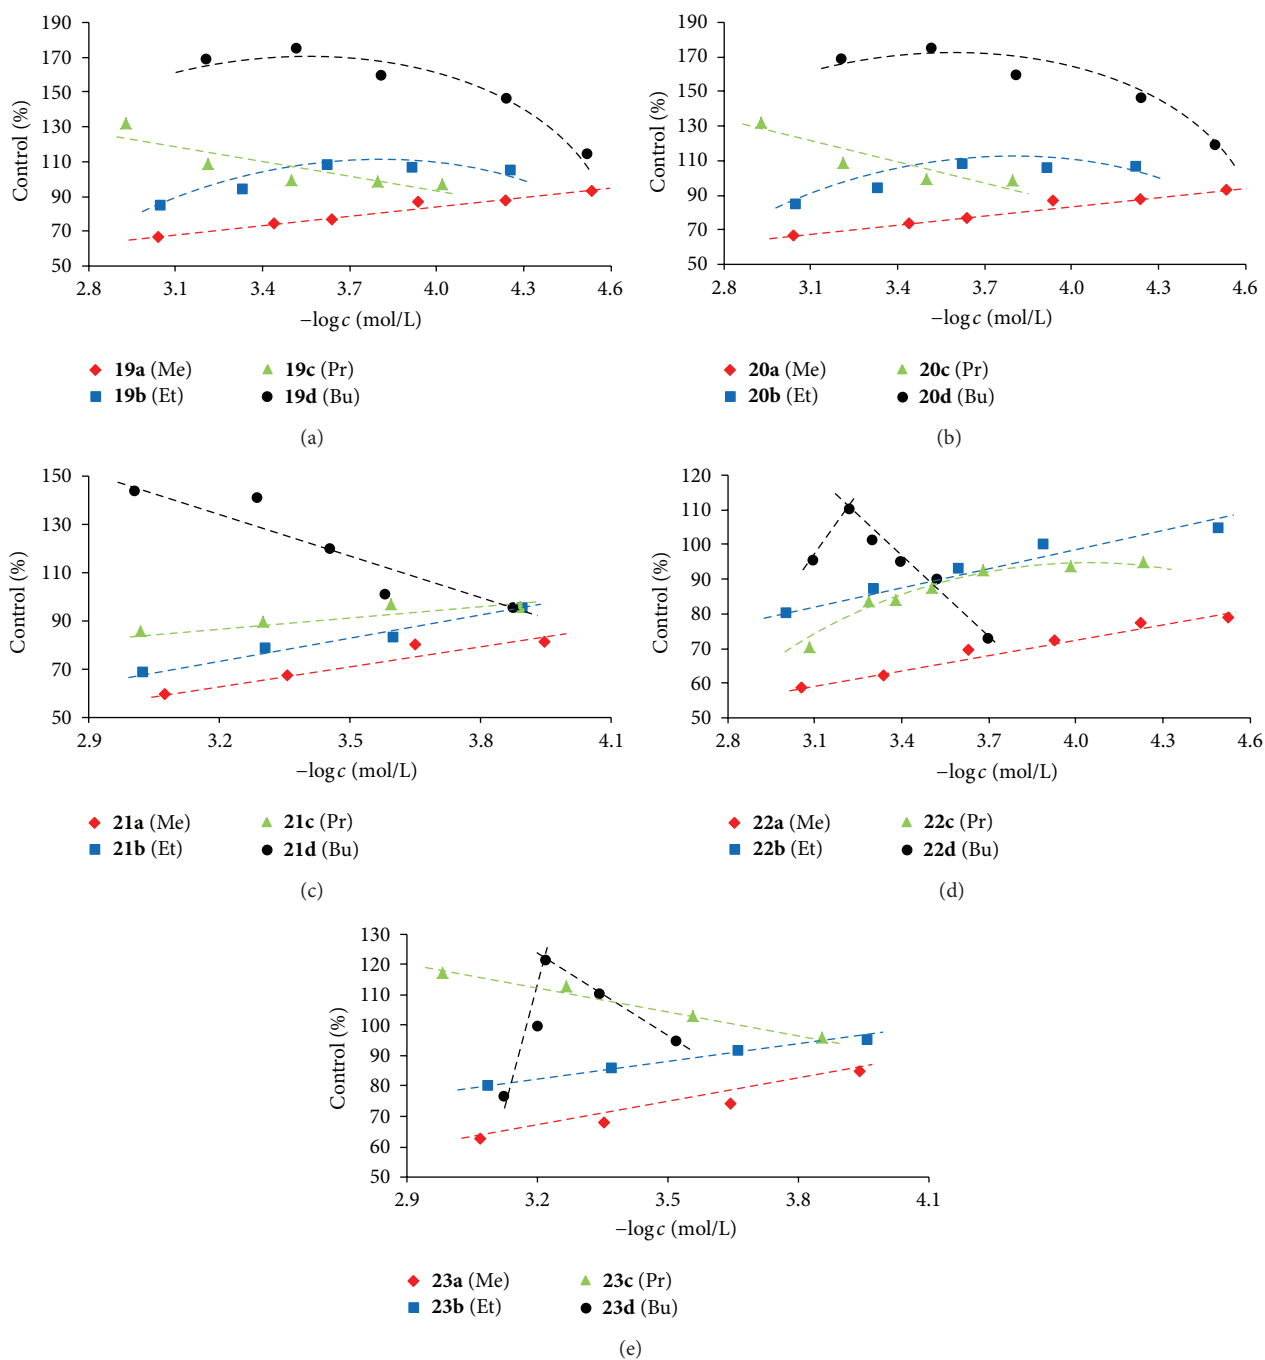 190
170
150
130
110
90
70
50
Control (%)
2.8 3.1 3.4 3.7 4.0 4.3 4.6
−log c (mol/L)
19a (Me) 19c (Pr)
19b (Et) 19d (Bu)
(a)
190
170
150
130
110
90
70
50
Control (%)
2.8 3.1 3.4 3.7 4.0 4.3 4.6
−log c (mol/L)
20a (Me) 20c (Pr)
20b (Et) 20d (Bu)
(b)
150
130
110
90
70
50
Control (%)
2.9 3.2 3.5 3.8 4.1
−log c (mol/L)
21a (Me) 21c (Pr)
21b (Et) 21d (Bu)
(c)
120
110
100
90
80
70
60
50
Control (%)
2.8 3.1 3.4 3.7 4.0 4.3 4.6
−log c (mol/L)
22a (Me) 22c (Pr)
22b (Et) 22d (Bu)
(d)
130
120
110
100
90
80
70
60
50
Control (%)
2.9 3.2 3.5 3.8 4.1
−log c (mol/L)
23a (Me) 23c (Pr)
23b (Et) 23d (Bu)
(e)